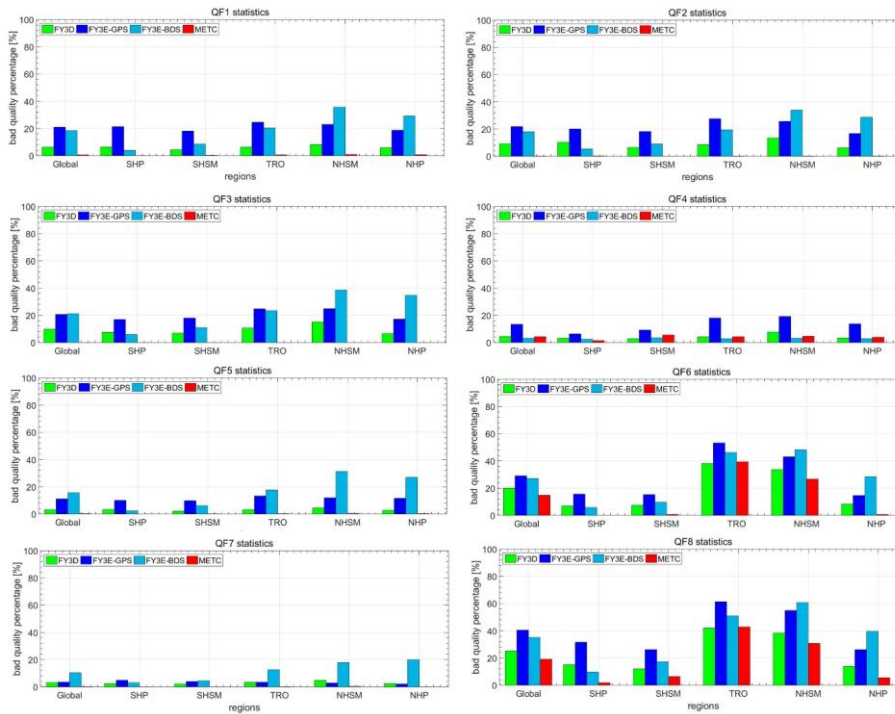 QF1 statistics
bad quality percentage [%]
100
80
60
40
20
0
FY3D FY3E-GPS FY3E-BDS METC
Global SHP SHSM TRO NHSM NHP
regions
QF2 statistics
bad quality percentage [%]
100
80
60
40
20
0
FY3D FY3E-GPS FY3E-BDS METC
Global SHP SHSM TRO NHSM NHP
regions
QF3 statistics
bad quality percentage [%]
100
80
60
40
20
0
FY3D FY3E-GPS FY3E-BDS METC
Global SHP SHSM TRO NHSM NHP
QF4 statistics
bad quality percentage [%]
100
80
60
40
20
0
FY3D FY3E-GPS FY3E-BDS METC
Global SHP SHSM TRO NHSM NHP
QF5 statistics
bad quality percentage [%]
100
80
60
40
20
0
FY3D FY3E-GPS FY3E-BDS METC
Global SHP SHSM TRO NHSM NHP
QF6 statistics
bad quality percentage [%]
100
80
60
40
20
0
FY3D FY3E-GPS FY3E-BDS METC
Global SHP SHSM TRO NHSM NHP
QF7 statistics
bad quality percentage [%]
100
80
60
40
20
0
FY3D FY3E-GPS FY3E-BDS METC
Global SHP SHSM TRO NHSM NHP
regions
QF8 statistics
bad quality percentage [%]
100
80
60
40
20
0
FY3D FY3E-GPS FY3E-BDS METC
Global SHP SHSM TRO NHSM NHP
regions